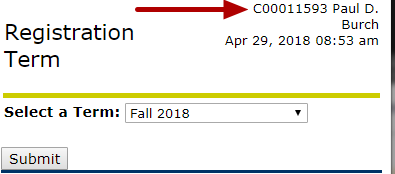 C00011593 Paul D.
Burch
Apr 29, 2018 08:53 am
Registration
Term
Select a Term: Fall 2018
Submit